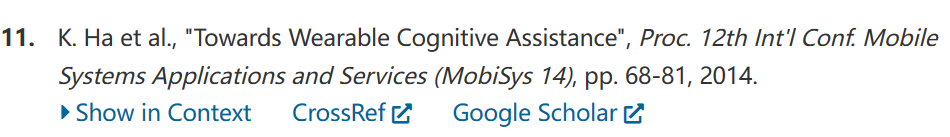 11. K. Ha et al., "Towards Wearable Cognitive Assistance", Proc. 12th Int'l Conf. Mobile
Systems Applications and Services (MobiSys 14), pp. 68-81, 2014.
Show in Context CrossRef Google Scholar